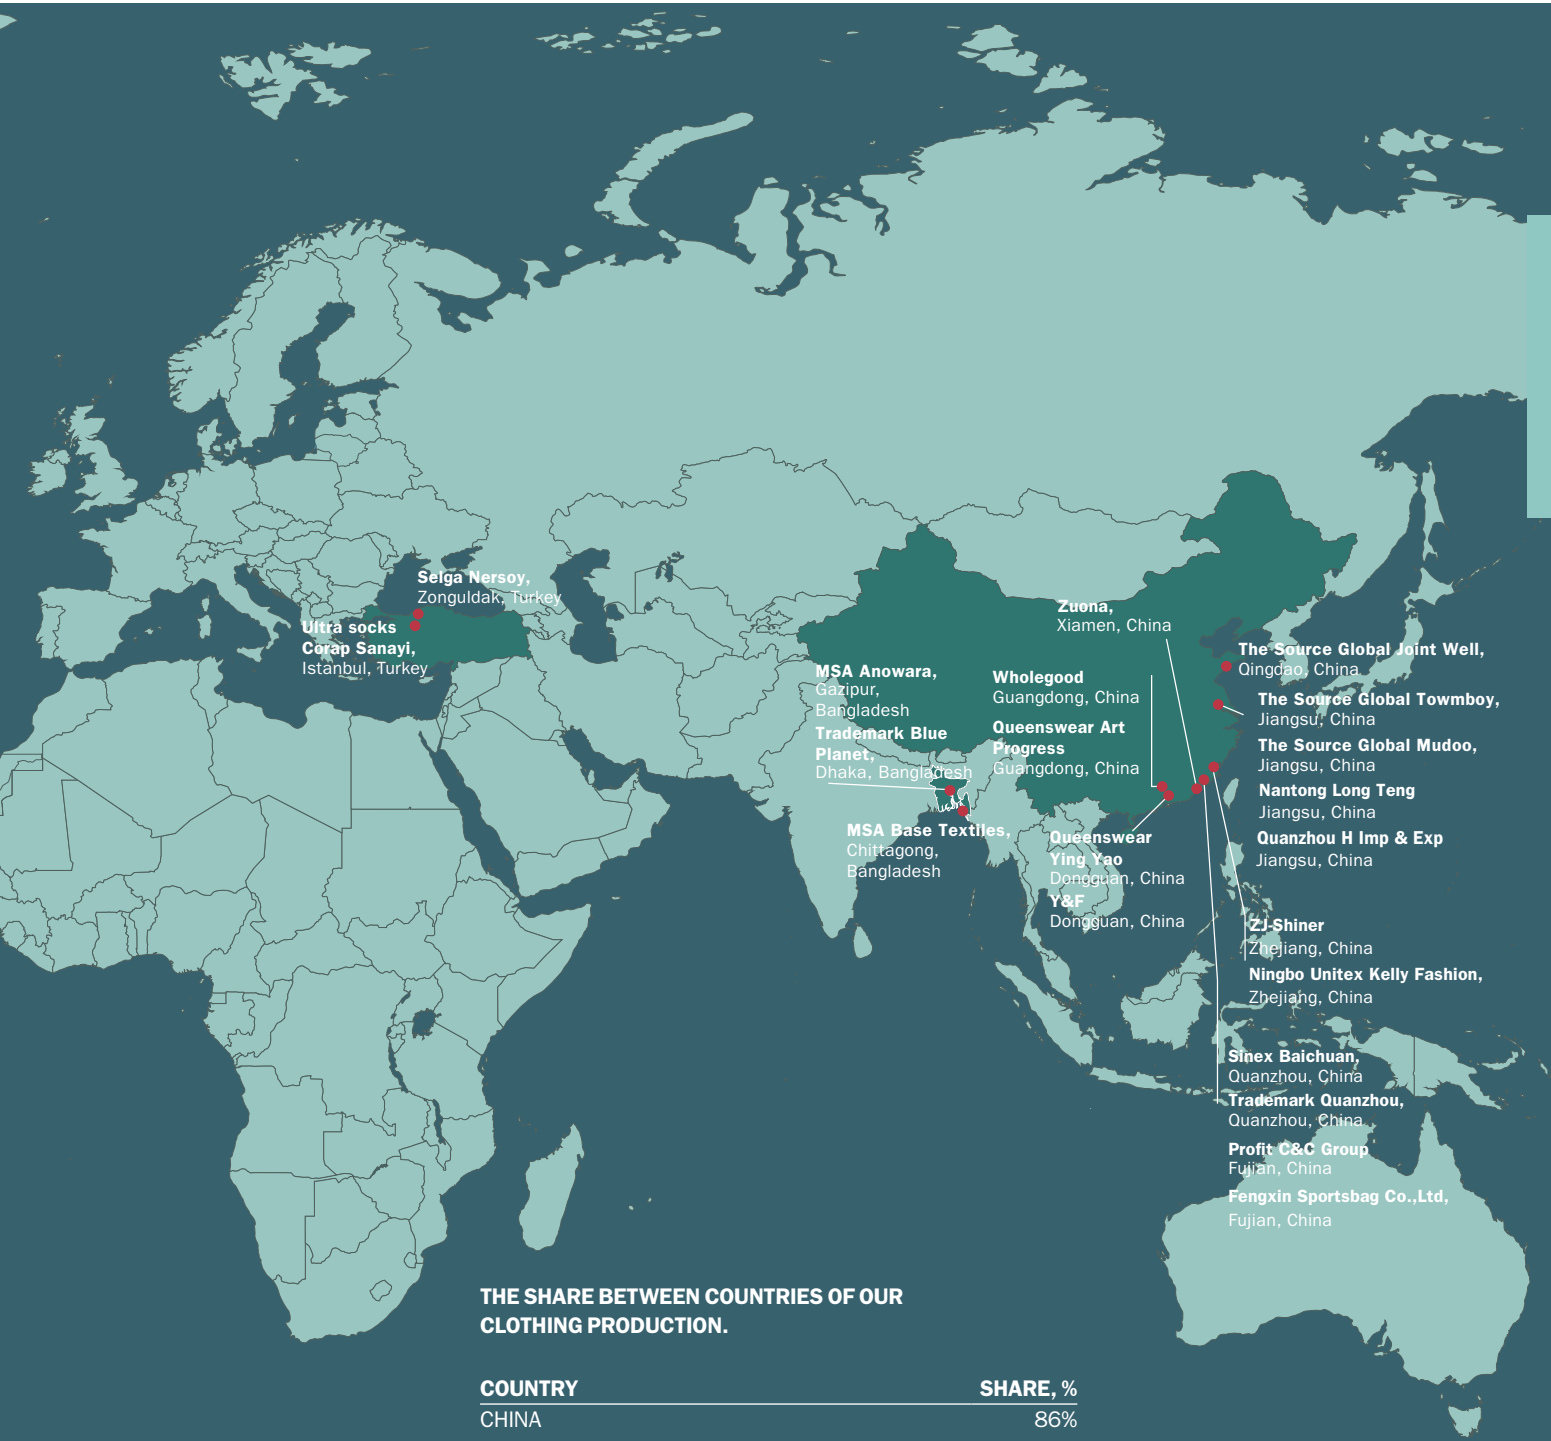 Selga Nersoy,
Zonguldak, Turkey
Ultra socks
Corap Sanayi,
Istanbul, Turkey
MSA Anowara,
Gazipur,
Bangladesh
Trademark Blue
Planet,
Dhaka, Bangladesh
MSA Base Textiles,
Chittagong,
Bangladesh
Zuona,
Xiamen, China
Wholegood
Guangdong, China
Queenswear Art
Progress
Guangdong, China
Queenswear
Ying Yao
Dongguan, China
Y&F
Dongguan, China
The Source Global Joint Well,
Qingdao, China
The Source Global Towmboy,
Jiangsu, China
The Source Global Mudoo,
Jiangsu, China
Nantong Long Teng
Jiangsu, China
Quanzhou H Imp & Exp
Jiangsu, China
ZJ-Shiner
Zhejiang, China
Ningbo Unitex Kelly Fashion,
Zhejiang, China
Sinex Baichuan,
Quanzhou, China
Trademark Quanzhou,
Quanzhou, China
Profit C&C Group
Fujian, China
Fengxin Sportsbag Co.,Ltd,
Fujian, China
THE SHARE BETWEEN COUNTRIES OF OUR
CLOTHING PRODUCTION.
COUNTRY SHARE, %
CHINA 86%